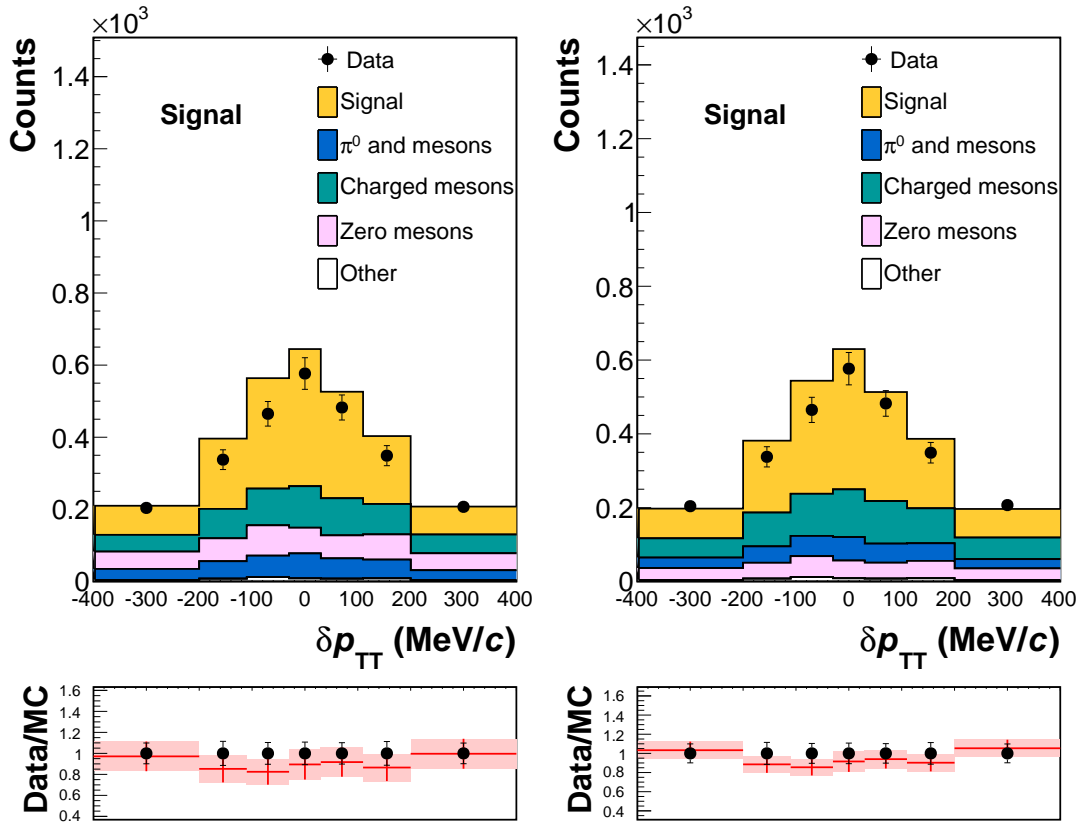 ×10³
Counts
1.4
1.2
1
0.8
0.6
0.4
0.2
0
Signal
Data
Signal
π⁰ and mesons
Charged mesons
Zero mesons
Other
-400 -300 -200 -100 0 100 200 300 400
δp_TT (MeV/c)
Data/MC
1.6
1.4
1.2
1
0.8
0.6
0.4
×10³
Counts
1.4
1.2
1
0.8
0.6
0.4
0.2
0
Signal
Data
Signal
π⁰ and mesons
Charged mesons
Zero mesons
Other
-400 -300 -200 -100 0 100 200 300 400
δp_TT (MeV/c)
Data/MC
1.6
1.4
1.2
1
0.8
0.6
0.4